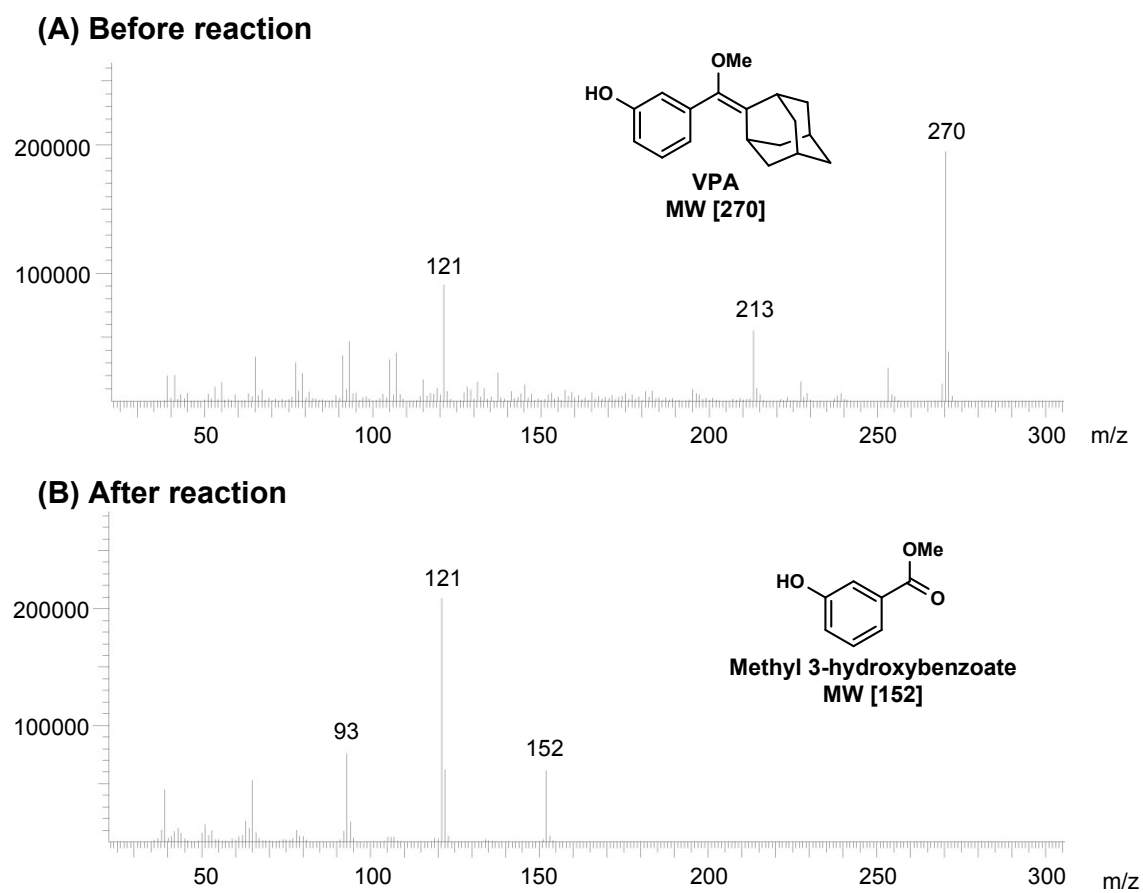 (A) Before reaction
OMe
HO
VPA
MW [270]
200000
100000
121
213
270
50 100 150 200 250 300 m/z
(B) After reaction
OMe
HO
O
Methyl 3-hydroxybenzoate
MW [152]
200000
100000
93
121
152
50 100 150 200 250 300 m/z